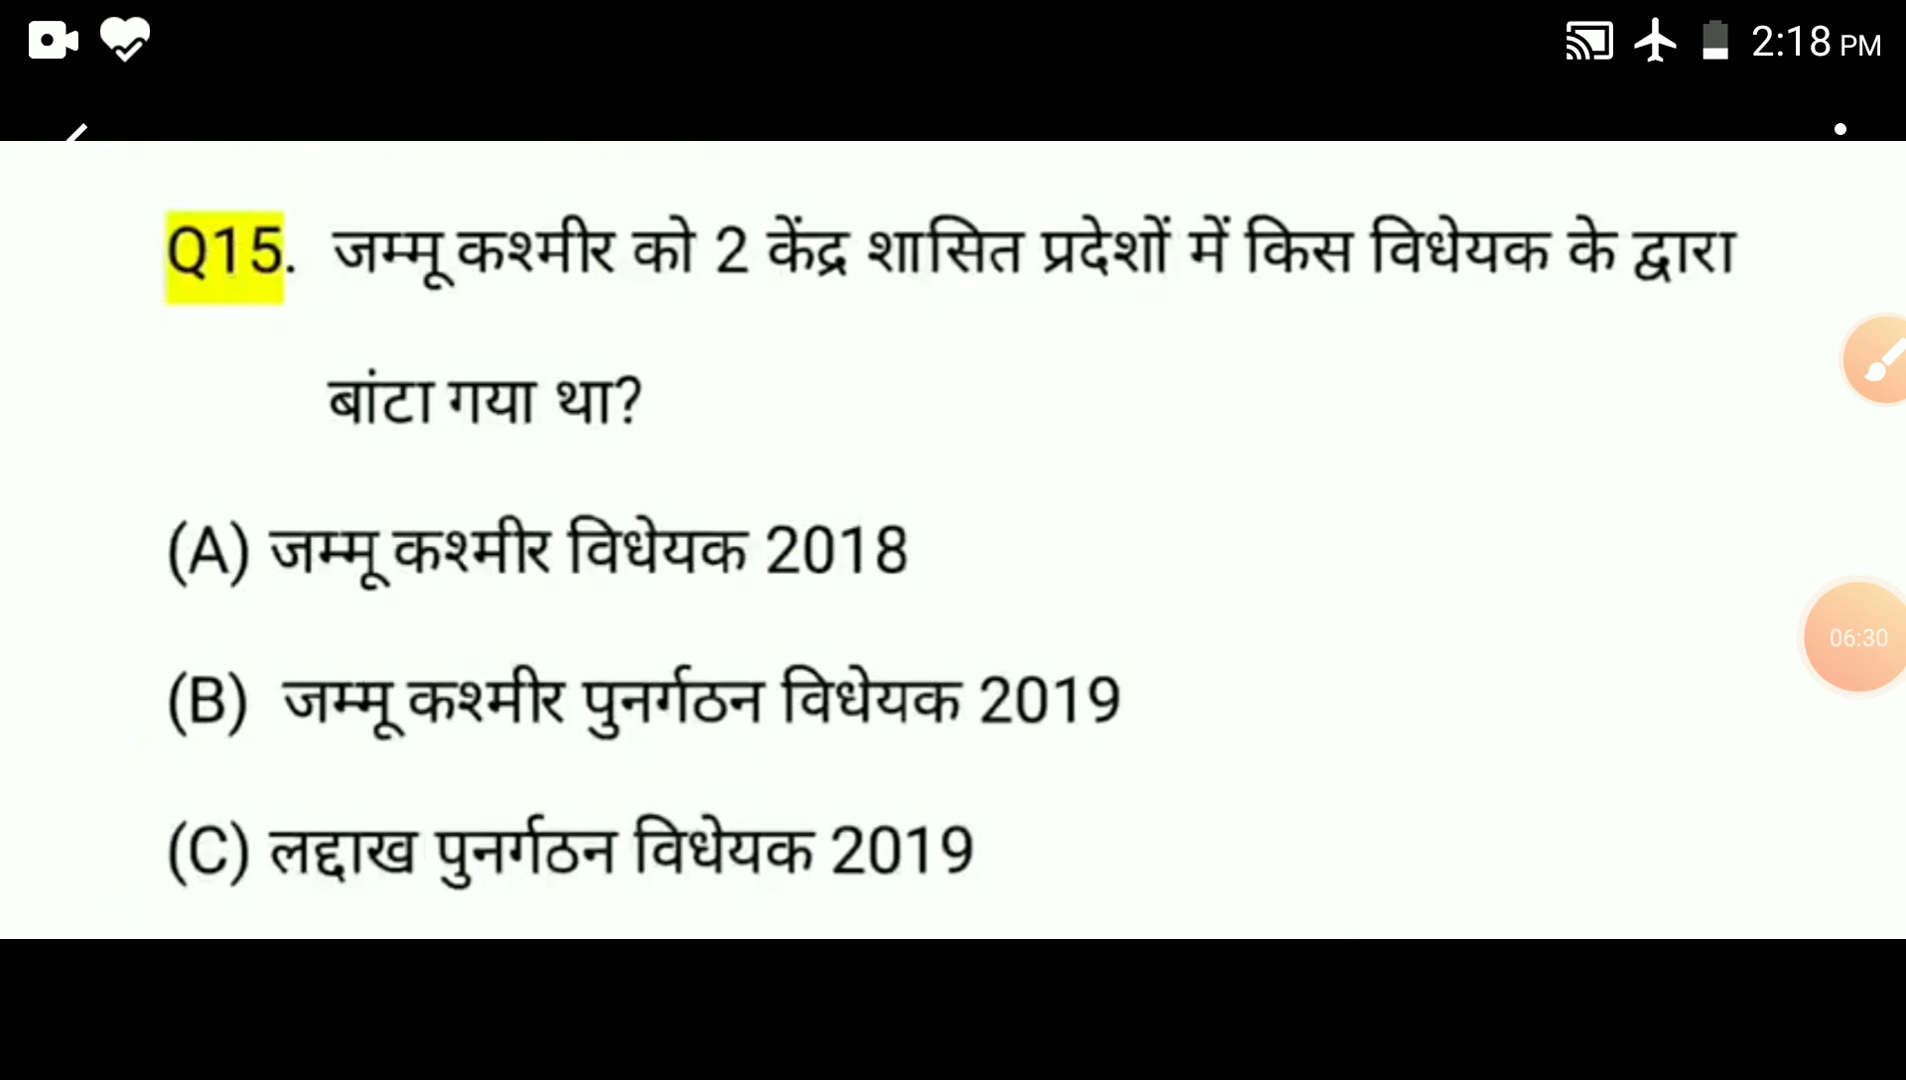 2:18 PM
Q15. जम्मू कश्मीर को 2 केंद्र शासित प्रदेशों में किस विधेयक के द्वारा
बांटा गया था?
(A) जम्मू कश्मीर विधेयक 2018
(B) जम्मू कश्मीर पुनर्गठन विधेयक 2019
06:30
(C) लद्दाख पुनर्गठन विधेयक 2019